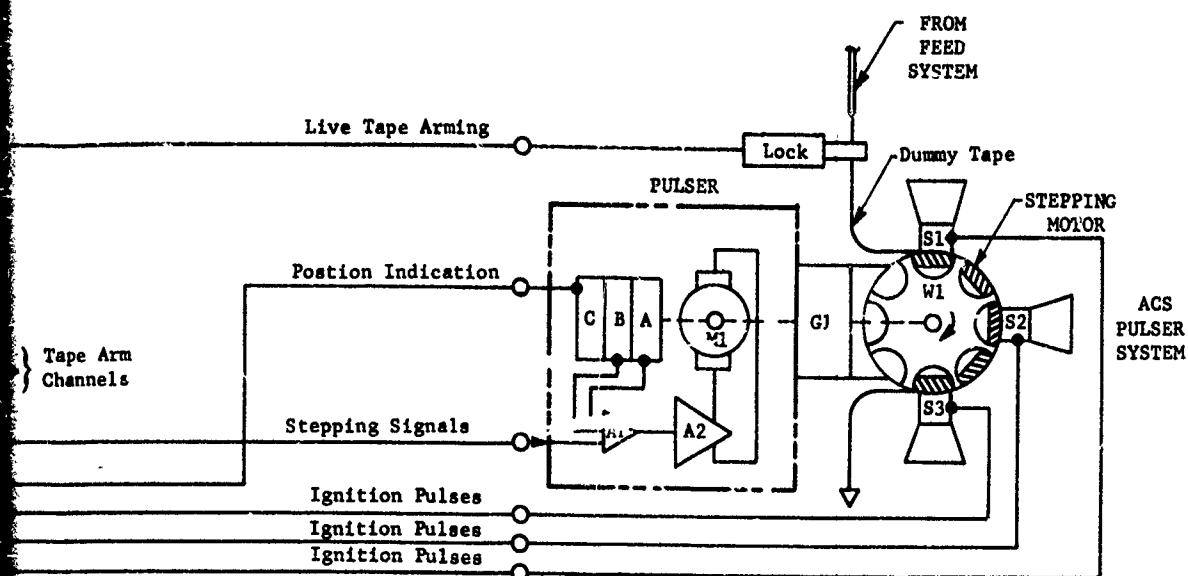 FROM
FEED
SYSTEM
Live Tape Arming
Lock
Dummy Tape
PULSER
STEPPING
MOTOR
S1
Postion Indication
W1
C B A
M1
GJ
S2
ACS
PULSER
SYSTEM
Tape Arm
Channels
S3
Stepping Signals
A1
A2
Ignition Pulses
Ignition Pulses
Ignition Pulses